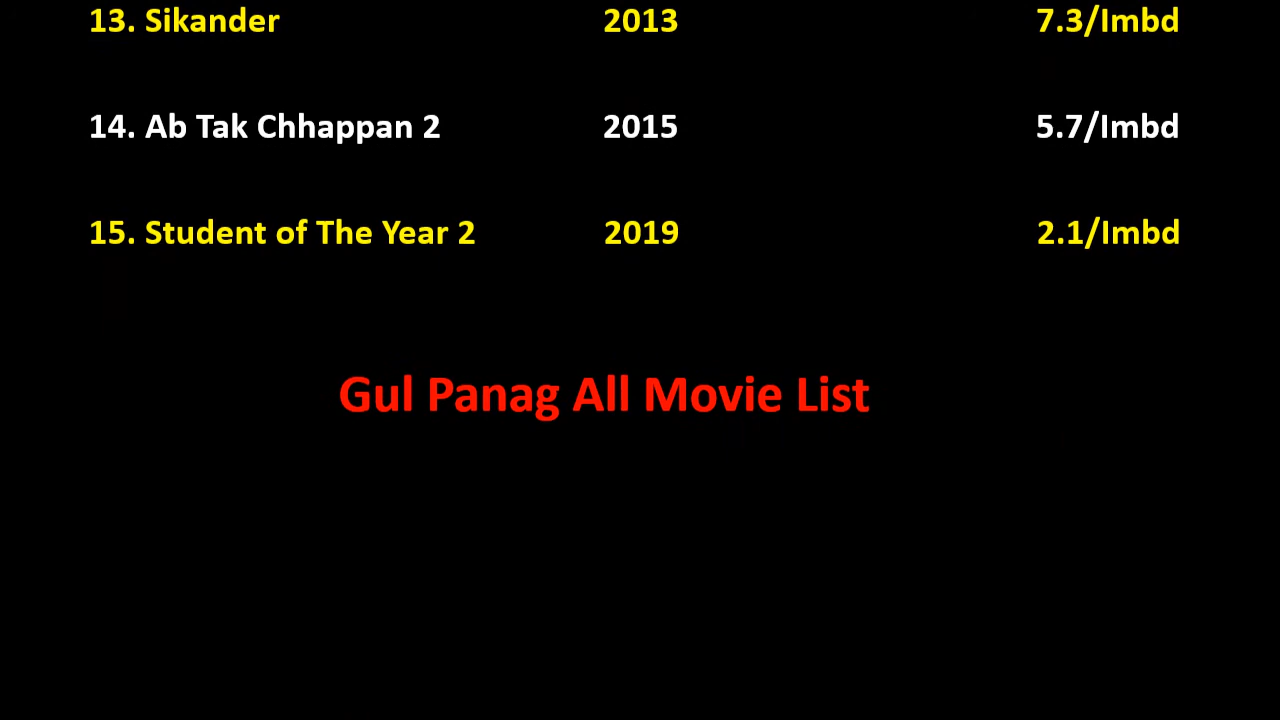 13. Sikander 2013 7.3/Imbd
14. Ab Tak Chhappan 2 2015 5.7/Imbd
15. Student of The Year 2 2019 2.1/Imbd
Gul Panag All Movie List